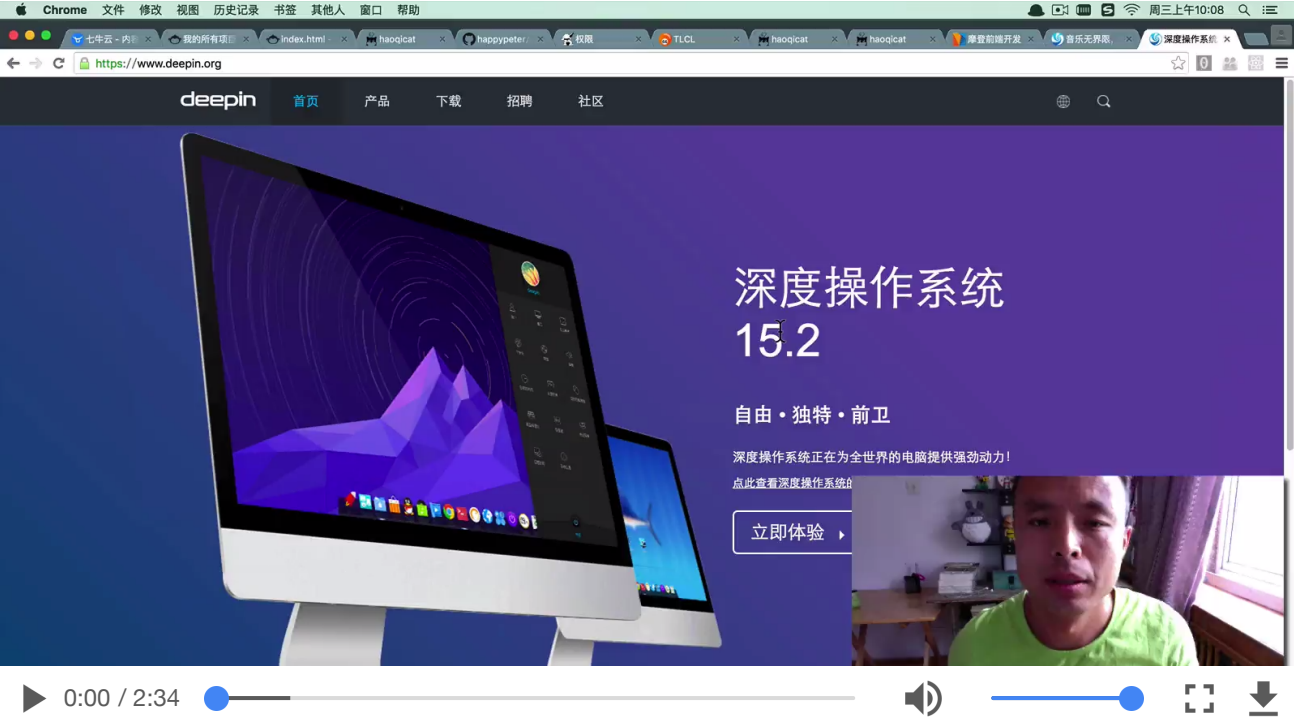 Chrome 文件 修改 视图 历史记录 书签 其他人 窗口 帮助 周三上午10:08
七牛云 - 内容 我的所有项目 index.html - haoqicat happypeter/ 权限 TLCL haoqicat haoqicat 摩登前端开发 音乐无界限, 深度操作系统
https://www.deepin.org
deepin 首页 产品 下载 招聘 社区
深度操作系统
15.2
自由 • 独特 • 前卫
深度操作系统正在为全世界的电脑提供强劲动力!
点此查看深度操作系统的
立即体验
0:00 / 2:34